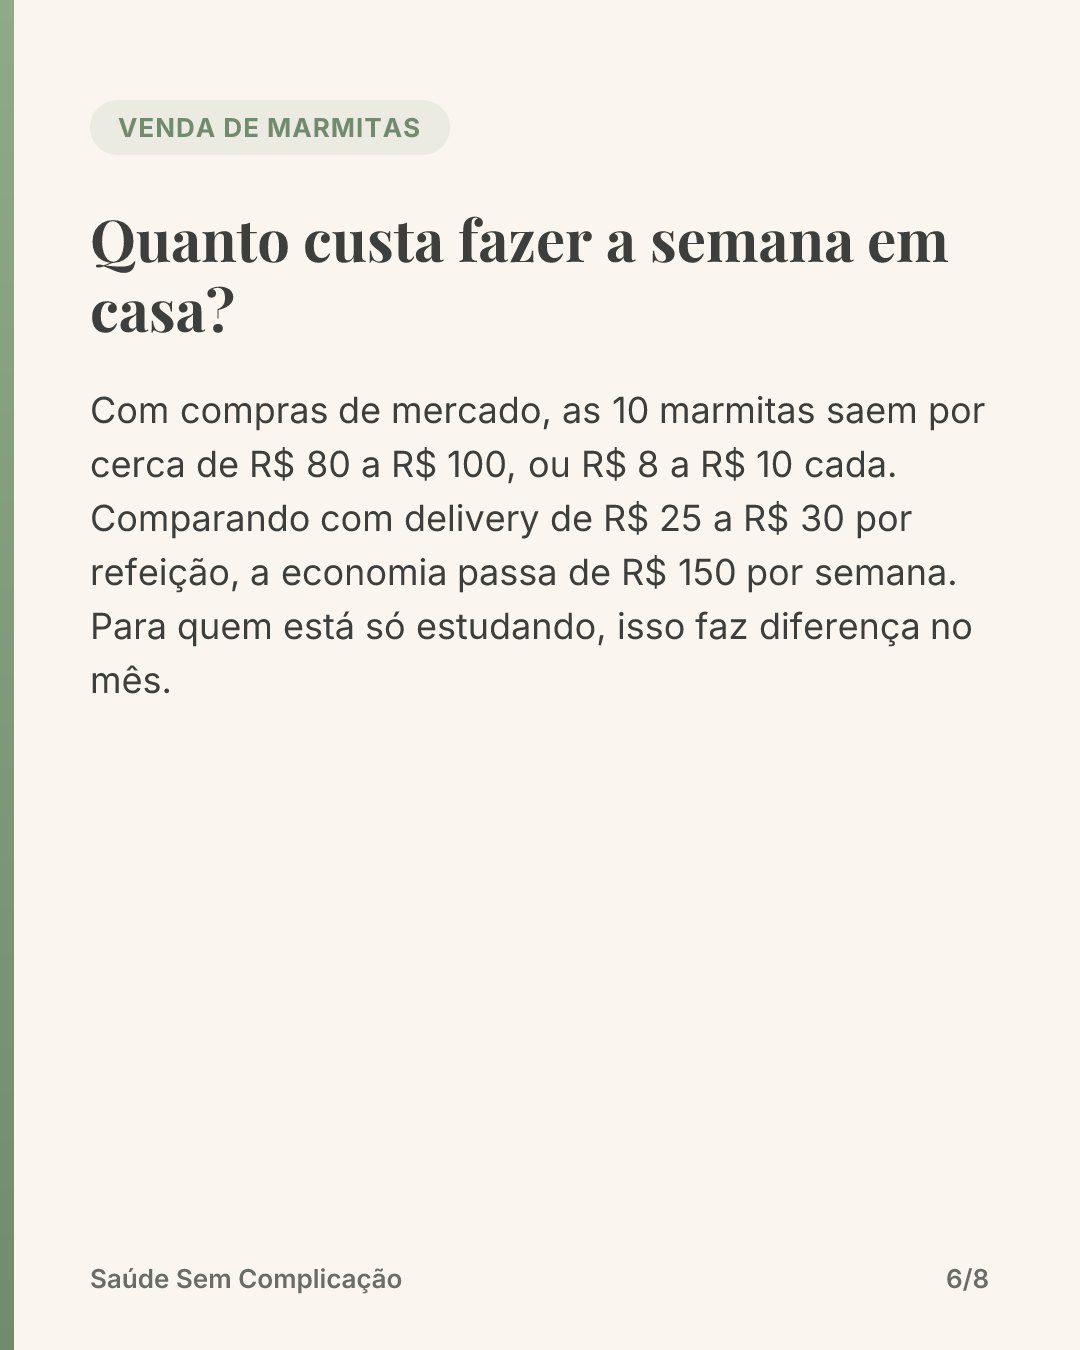 VENDA DE MARMITAS
Quanto custa fazer a semana em
casa?
Com compras de mercado, as 10 marmitas saem por
cerca de R$ 80 a R$ 100, ou R$ 8 a R$ 10 cada.
Comparando com delivery de R$ 25 a R$ 30 por
refeição, a economia passa de R$ 150 por semana.
Para quem está só estudando, isso faz diferença no
mês.
Saúde Sem Complicação
6/8